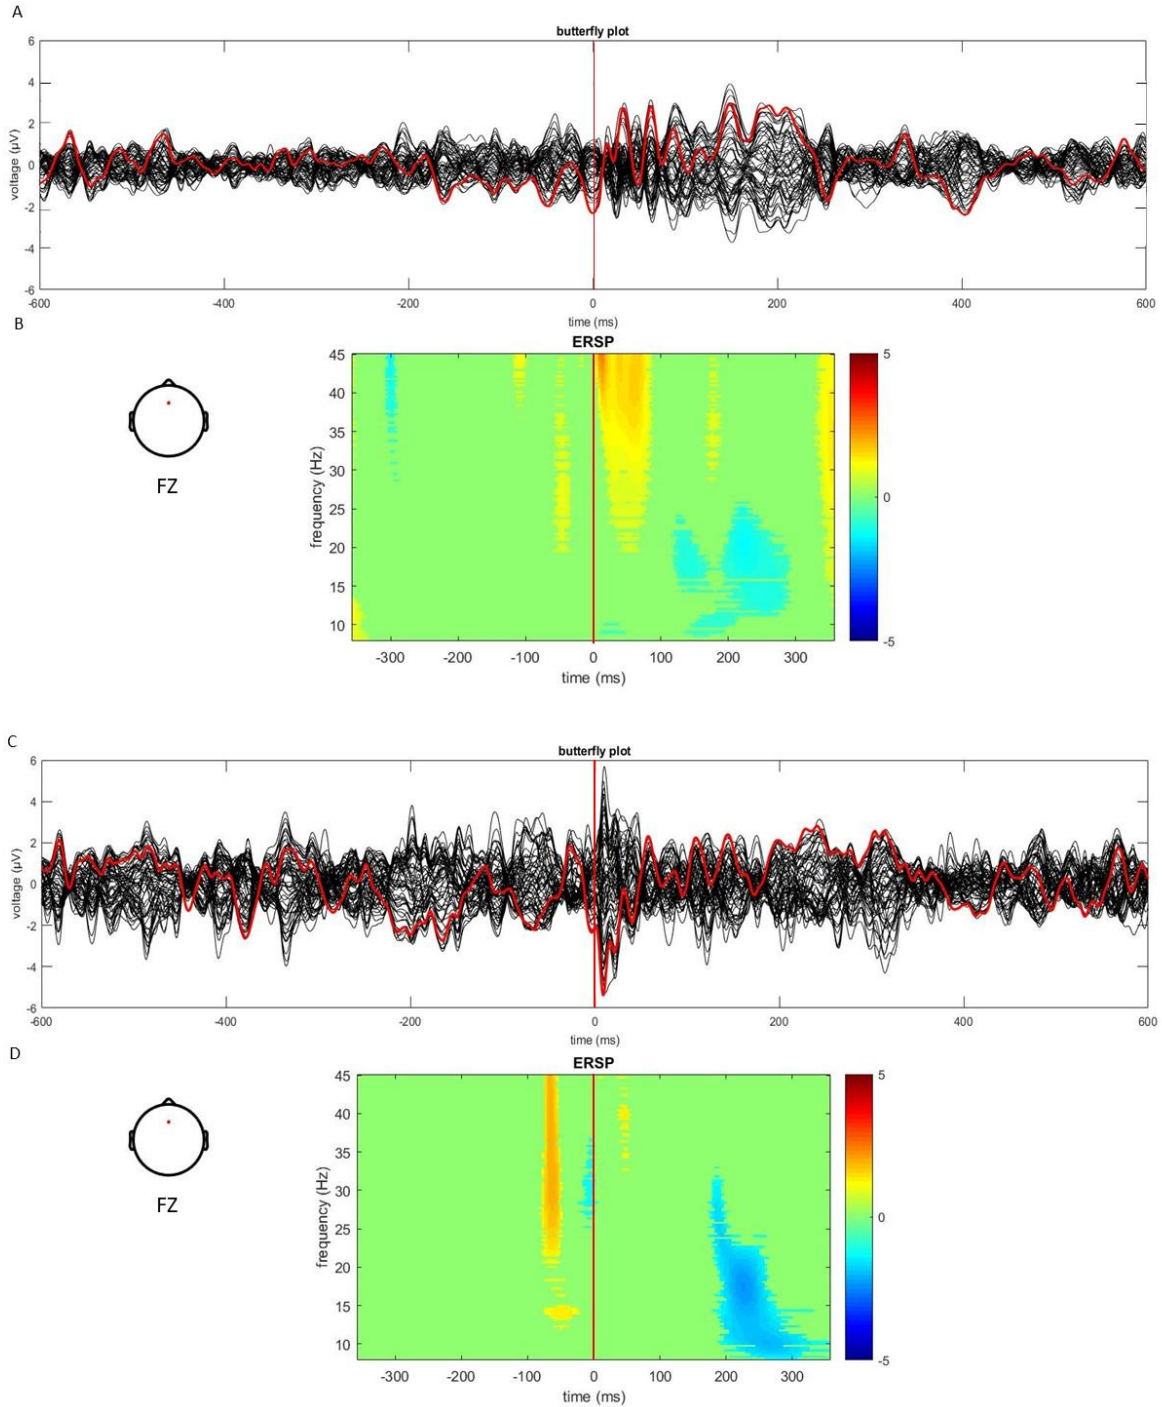 A
butterfly plot
6
4
2
0
-2
-4
-6
voltage (µV)
-600 -400 -200 0 200 400 600
time (ms)
B
ERSP
45
40
35
30
25
20
15
10
frequency (Hz)
-300 -200 -100 0 100 200 300
time (ms)
5
0
-5
FZ
C
butterfly plot
6
4
2
0
-2
-4
-6
voltage (µV)
-600 -400 -200 0 200 400 600
time (ms)
D
ERSP
45
40
35
30
25
20
15
10
frequency (Hz)
-300 -200 -100 0 100 200 300
time (ms)
5
0
-5
FZ